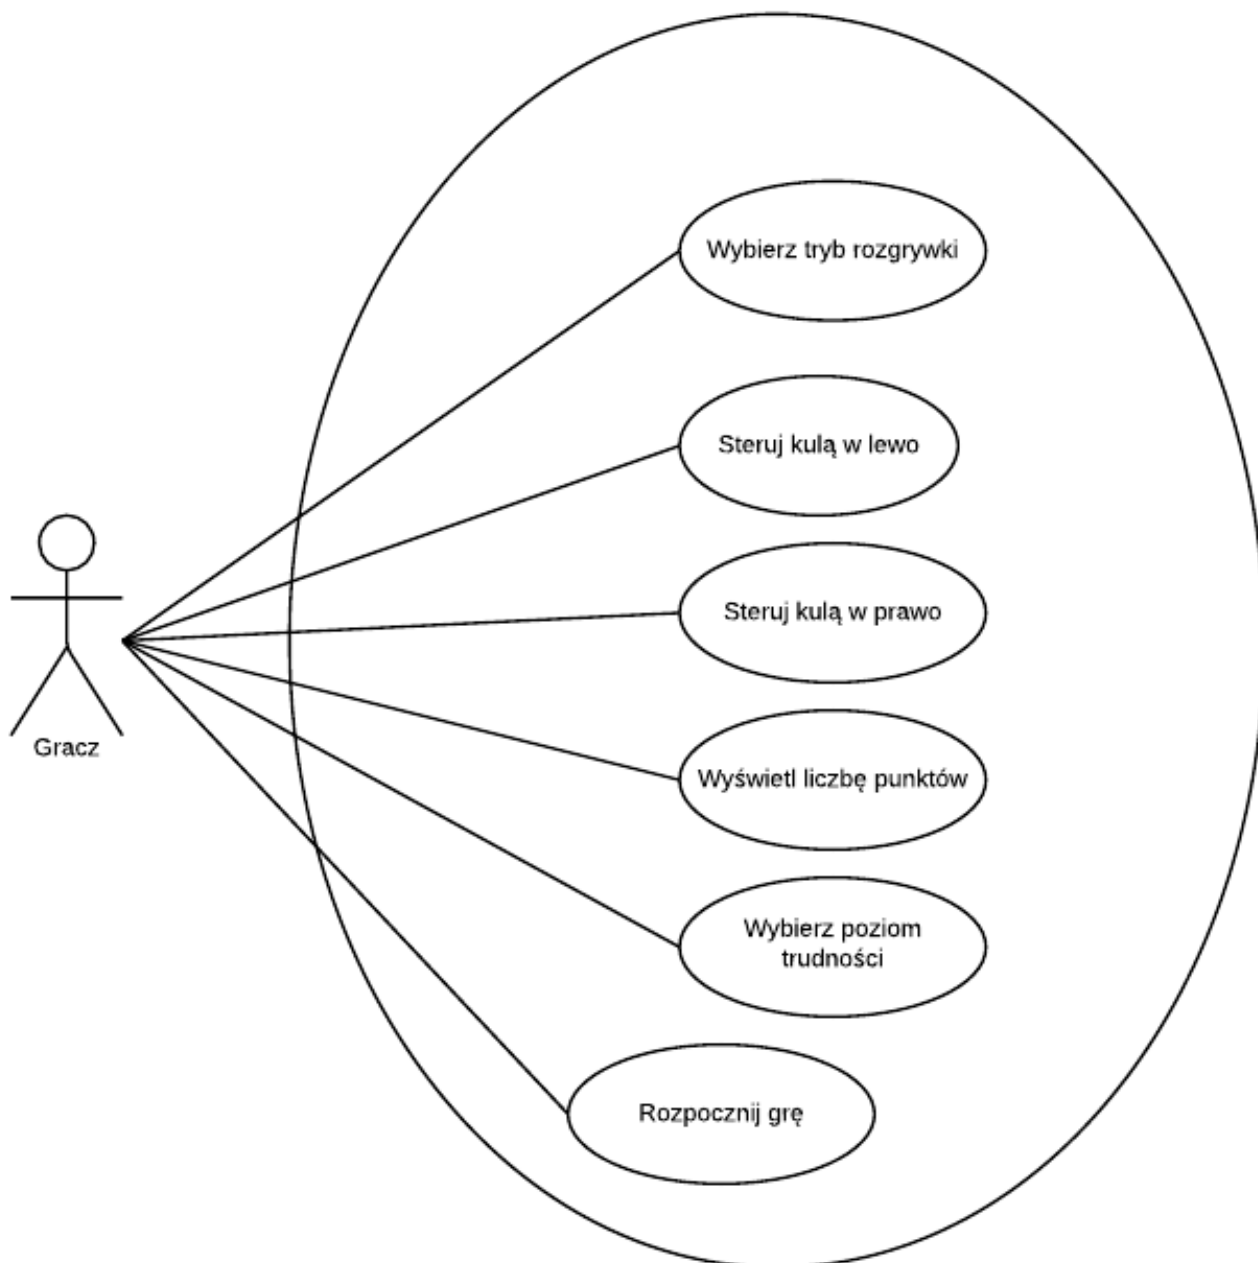 Wybierz tryb rozgrywki
Steruj kulą w lewo
Steruj kulą w prawo
Gracz
Wyświetl liczbę punktów
Wybierz poziom
trudności
Rozpocznij grę